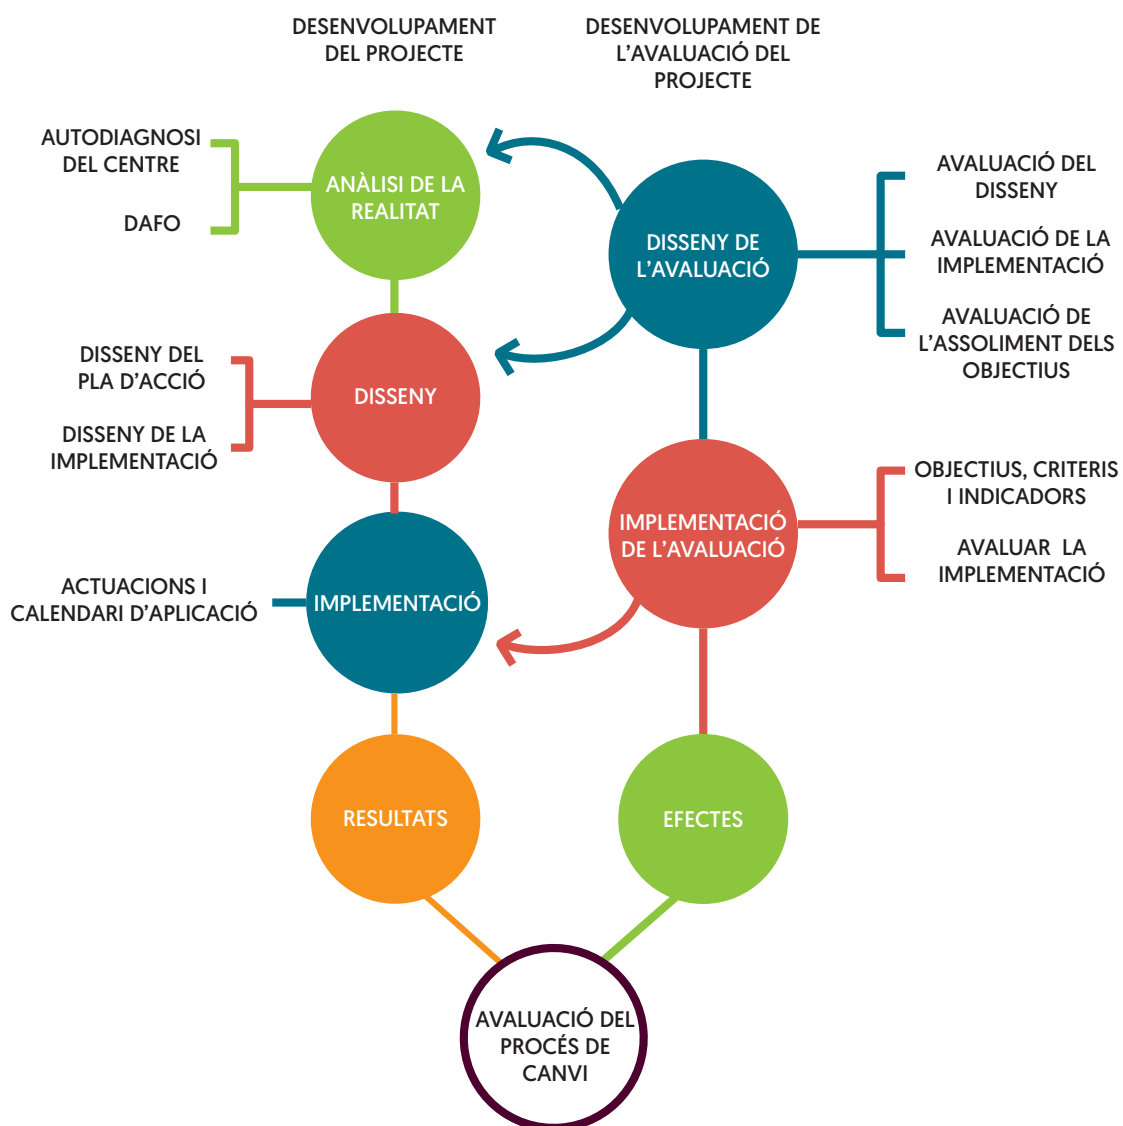 DESENVOLUPAMENT
DEL PROJECTE
DESENVOLUPAMENT DE
L'AVALUACIÓ DEL
PROJECTE
AUTODIAGNOSI
DEL CENTRE
DAFO
ANÀLISI DE LA
REALITAT
DISSENY DE
L'AVALUACIÓ
AVALUACIÓ DEL
DISSENY
AVALUACIÓ DE LA
IMPLEMENTACIÓ
AVALUACIÓ DE
L'ASSOLIMENT DELS
OBJECTIUS
DISSENY DEL
PLA D'ACCIÓ
DISSENY DE LA
IMPLEMENTACIÓ
DISSENY
IMPLEMENTACIÓ
DE L'AVALUACIÓ
OBJECTIUS, CRITERIS
I INDICADORS
AVALUAR LA
IMPLEMENTACIÓ
ACTUACIONS I
CALENDARI D'APLICACIÓ
IMPLEMENTACIÓ
RESULTATS
EFECTES
AVALUACIÓ DEL
PROCÉS DE
CANVI